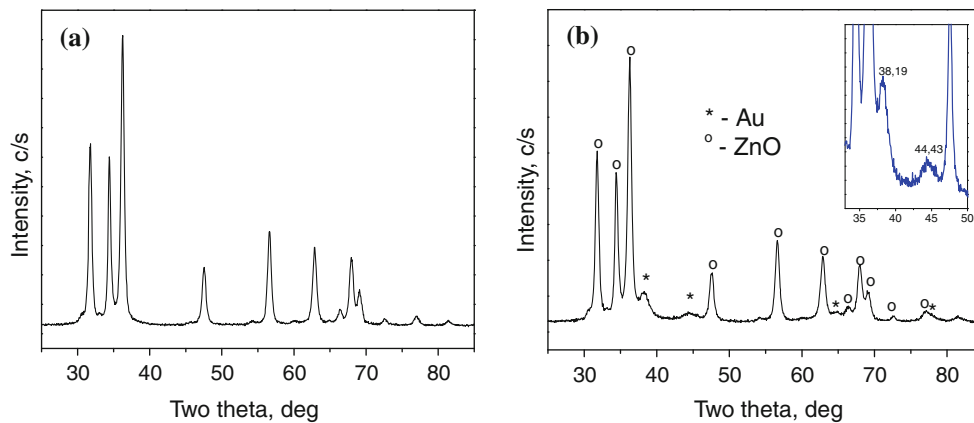 (a)
Intensity, c/s
30 40 50 60 70 80
Two theta, deg
(b)
Intensity, c/s
* - Au
o - ZnO
o o o * * o o o * o o o o o *
38,19
44,43
35 40 45 50
30 40 50 60 70 80
Two theta, deg